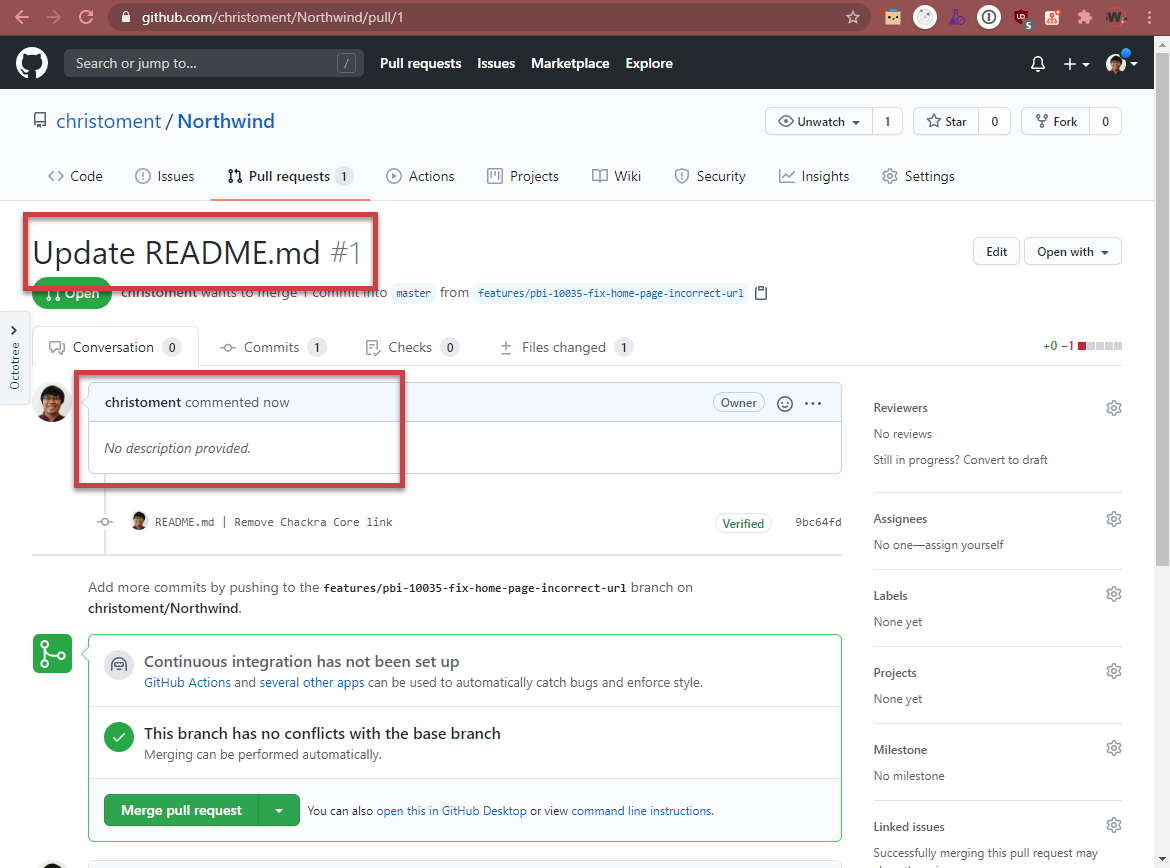 github.com/christoment/Northwind/pull/1
5
Search or jump to...
/
Pull requests Issues Marketplace Explore
christoment / Northwind
Unwatch 1 Star 0 Fork 0
Code Issues Pull requests 1 Actions Projects Wiki Security Insights Settings
Update README.md #1
Edit Open with
Open christoment wants to merge 1 commit into master from features/pbi-10035-fix-home-page-incorrect-url
Octotree
Conversation 0 Commits 1 Checks 0 Files changed 1 +0 −1
christoment commented now Owner
No description provided.
Reviewers
No reviews
Still in progress? Convert to draft
README.md | Remove Chackra Core link Verified 9bc64fd
Assignees
No one—assign yourself
Add more commits by pushing to the features/pbi-10035-fix-home-page-incorrect-url branch on
christoment/Northwind.
Labels
None yet
Continuous integration has not been set up
GitHub Actions and several other apps can be used to automatically catch bugs and enforce style.
Projects
None yet
This branch has no conflicts with the base branch
Merging can be performed automatically.
Milestone
No milestone
Merge pull request You can also open this in GitHub Desktop or view command line instructions.
Linked issues
Successfully merging this pull request may